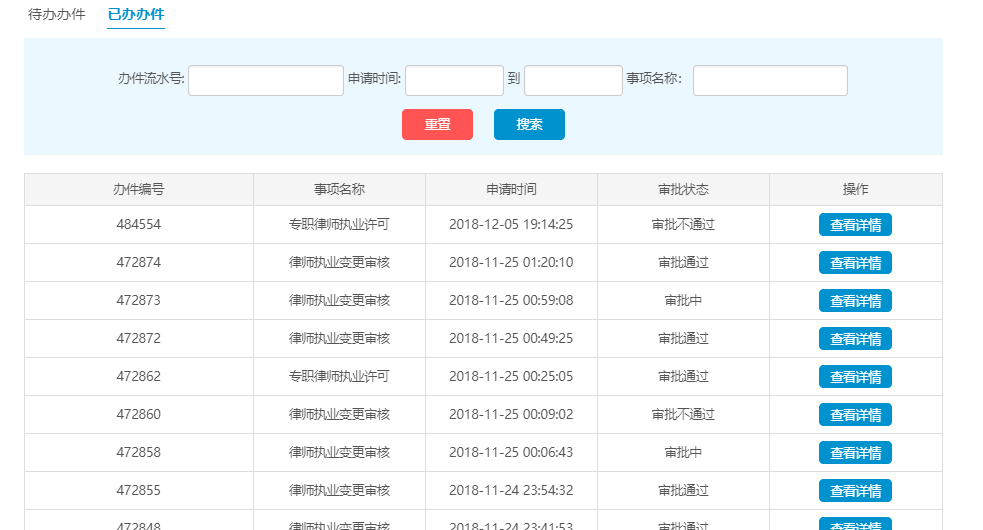 待办办件 已办办件
办件流水号: 申请时间: 到 事项名称:
重置 搜索
办件编号 事项名称 申请时间 审批状态 操作
484554 专职律师执业许可 2018-12-05 19:14:25 审批不通过 查看详情
472874 律师执业变更审核 2018-11-25 01:20:10 审批通过 查看详情
472873 律师执业变更审核 2018-11-25 00:59:08 审批中 查看详情
472872 律师执业变更审核 2018-11-25 00:49:25 审批通过 查看详情
472862 专职律师执业许可 2018-11-25 00:25:05 审批通过 查看详情
472860 律师执业变更审核 2018-11-25 00:09:02 审批不通过 查看详情
472858 律师执业变更审核 2018-11-25 00:06:43 审批中 查看详情
472855 律师执业变更审核 2018-11-24 23:54:32 审批通过 查看详情
472848 律师执业变更审核 2018-11-24 23:41:53 审批通过 查看详情